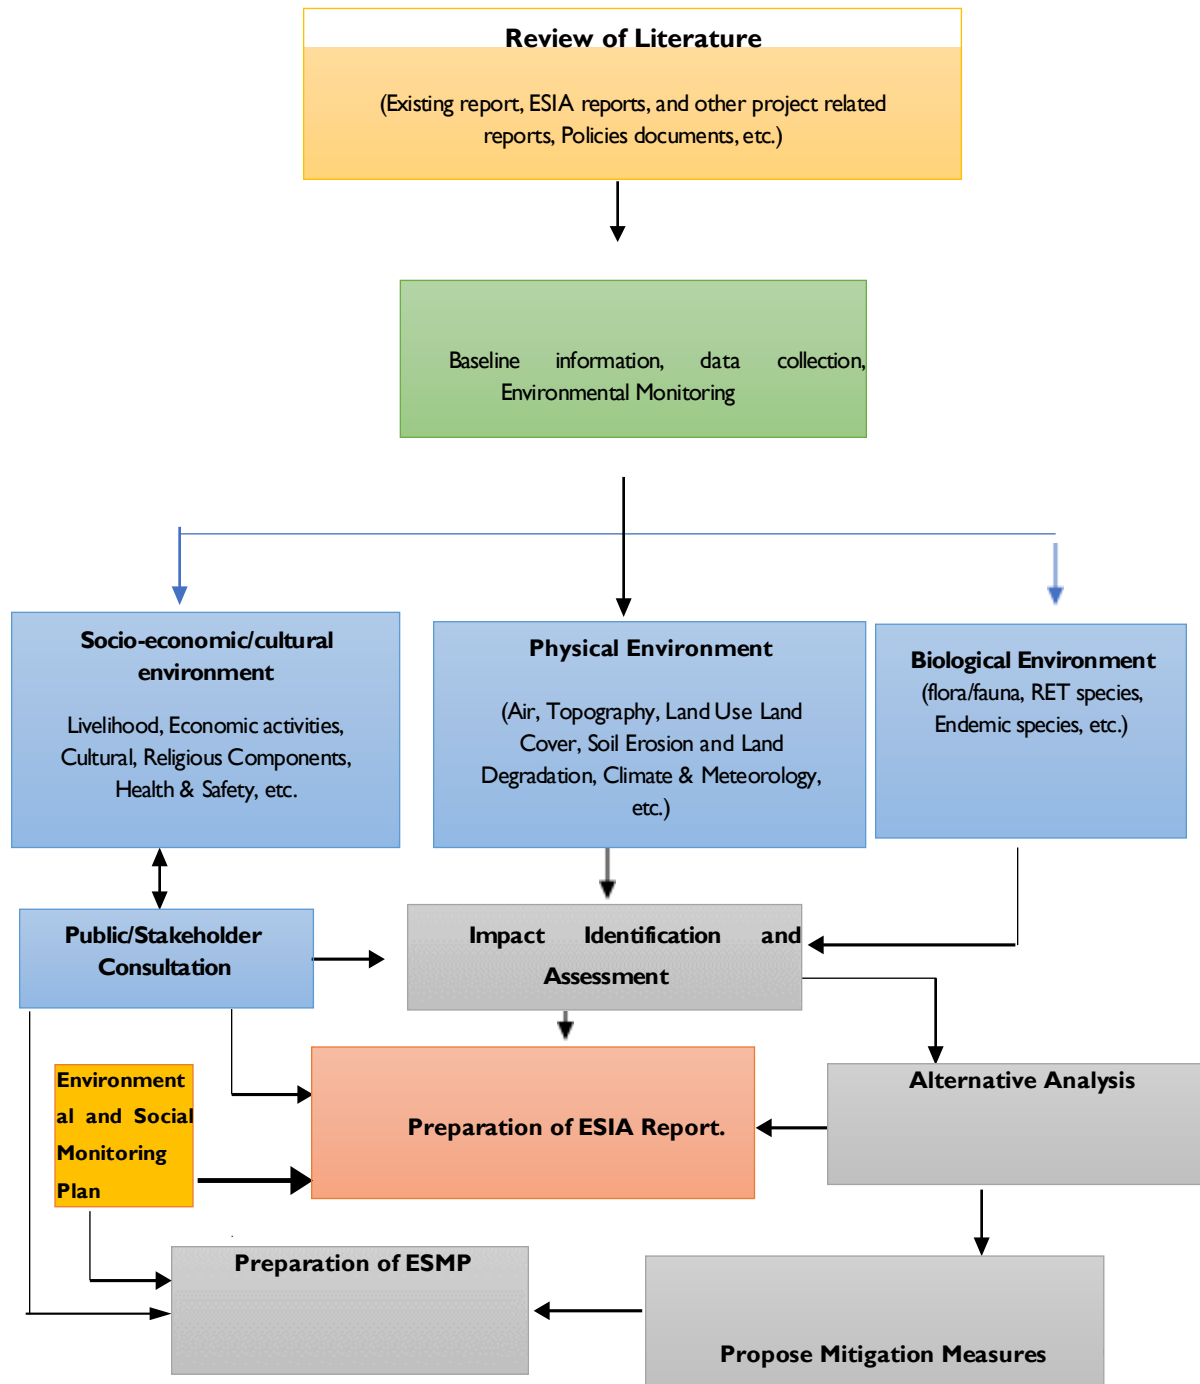 Review of Literature
(Existing report, ESIA reports, and other project related
reports, Policies documents, etc.)
Baseline information, data collection,
Environmental Monitoring
Socio-economic/cultural
environment
Livelihood, Economic activities,
Cultural, Religious Components,
Health & Safety, etc.
Physical Environment
(Air, Topography, Land Use Land
Cover, Soil Erosion and Land
Degradation, Climate & Meteorology,
etc.)
Biological Environment
(flora/fauna, RET species,
Endemic species, etc.)
Public/Stakeholder
Consultation
Impact Identification and
Assessment
Environment
al and Social
Monitoring
Plan
Preparation of ESIA Report.
Alternative Analysis
Preparation of ESMP
Propose Mitigation Measures